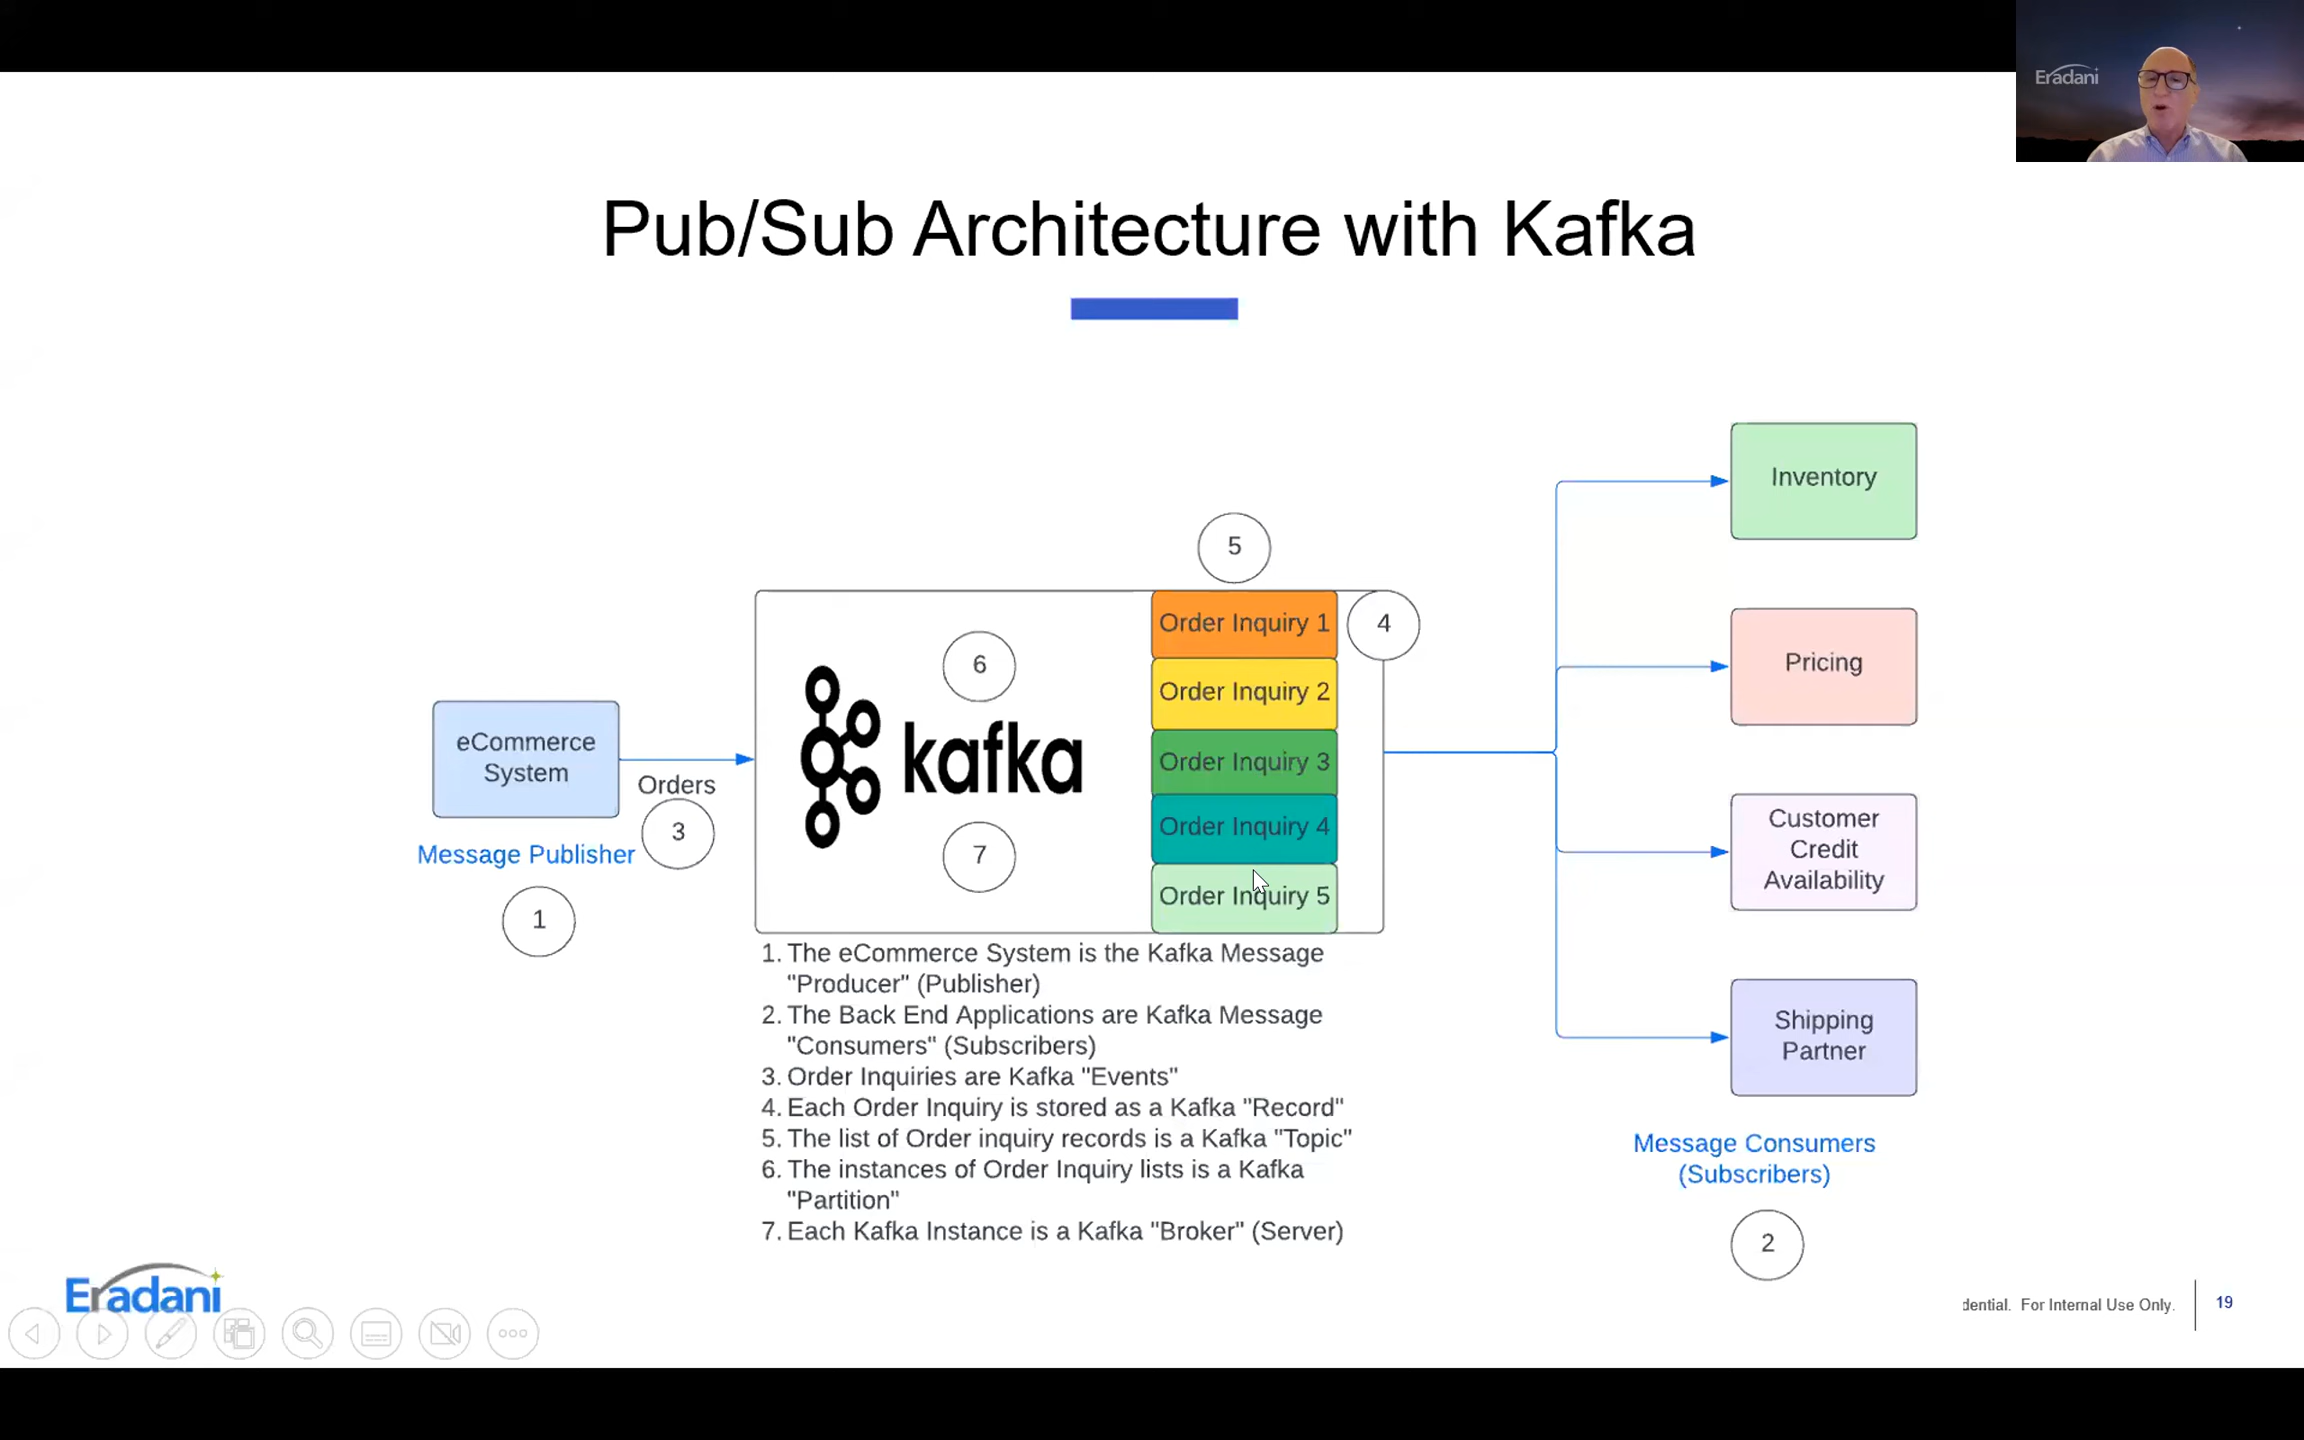 Eradani
Pub/Sub Architecture with Kafka
Inventory
5
Order Inquiry 1
4
6
Pricing
Order Inquiry 2
eCommerce
System
kafka
Order Inquiry 3
Orders
3
Order Inquiry 4
Customer
Credit
Availability
Message Publisher
7
Order Inquiry 5
1
1. The eCommerce System is the Kafka Message
"Producer" (Publisher)
2. The Back End Applications are Kafka Message
"Consumers" (Subscribers)
3. Order Inquiries are Kafka "Events"
4. Each Order Inquiry is stored as a Kafka "Record"
5. The list of Order inquiry records is a Kafka "Topic"
6. The instances of Order Inquiry lists is a Kafka
"Partition"
7. Each Kafka Instance is a Kafka "Broker" (Server)
Shipping
Partner
Message Consumers
(Subscribers)
2
Eradani
dential. For Internal Use Only.
19